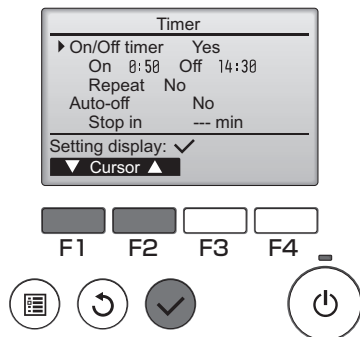 Timer
On/Off timer Yes
On 8:50 Off 14:30
Repeat No
Auto-off No
Stop in --- min
Setting display:
Cursor
F1 F2 F3 F4